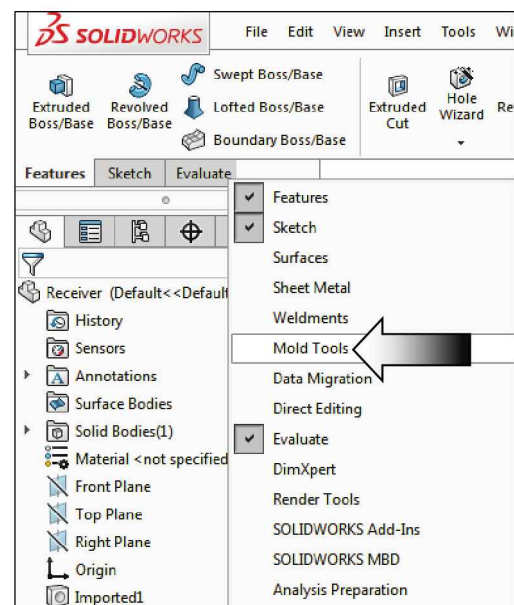 SOLIDWORKS File Edit View Insert Tools Wi
Extruded Boss/Base
Revolved Boss/Base
Swept Boss/Base
Lofted Boss/Base
Boundary Boss/Base
Extruded Cut
Hole Wizard
Re
Features Sketch Evaluate
Features
Sketch
Surfaces
Sheet Metal
Weldments
Mold Tools
Data Migration
Direct Editing
Evaluate
DimXpert
Render Tools
SOLIDWORKS Add-Ins
SOLIDWORKS MBD
Analysis Preparation
Receiver (Default<<Default
History
Sensors
Annotations
Surface Bodies
Solid Bodies(1)
Material <not specified
Front Plane
Top Plane
Right Plane
Origin
Imported1